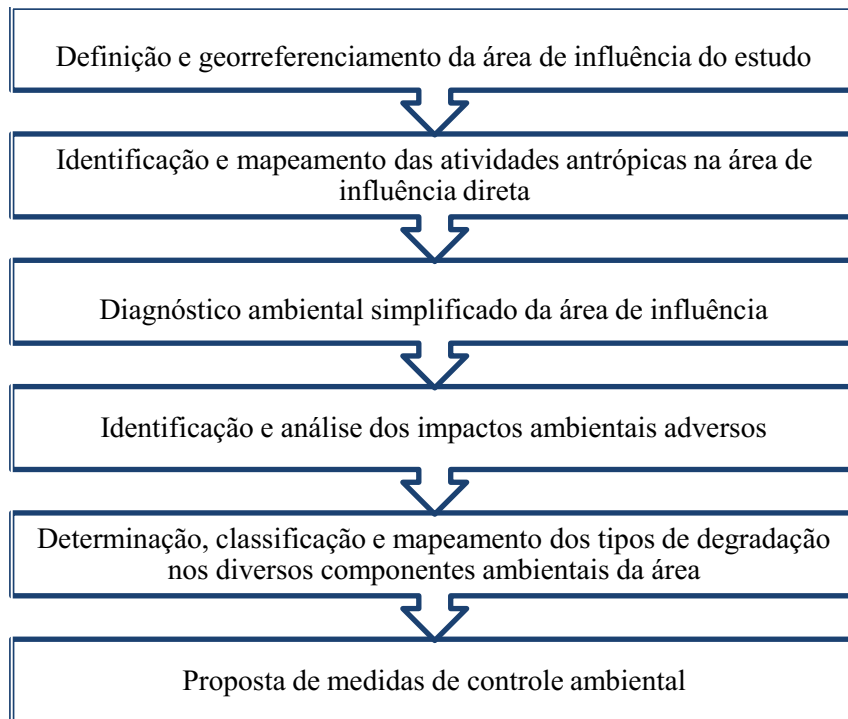 Definição e georreferenciamento da área de influência do estudo
Identificação e mapeamento das atividades antrópicas na área de
influência direta
Diagnóstico ambiental simplificado da área de influência
Identificação e análise dos impactos ambientais adversos
Determinação, classificação e mapeamento dos tipos de degradação
nos diversos componentes ambientais da área
Proposta de medidas de controle ambiental